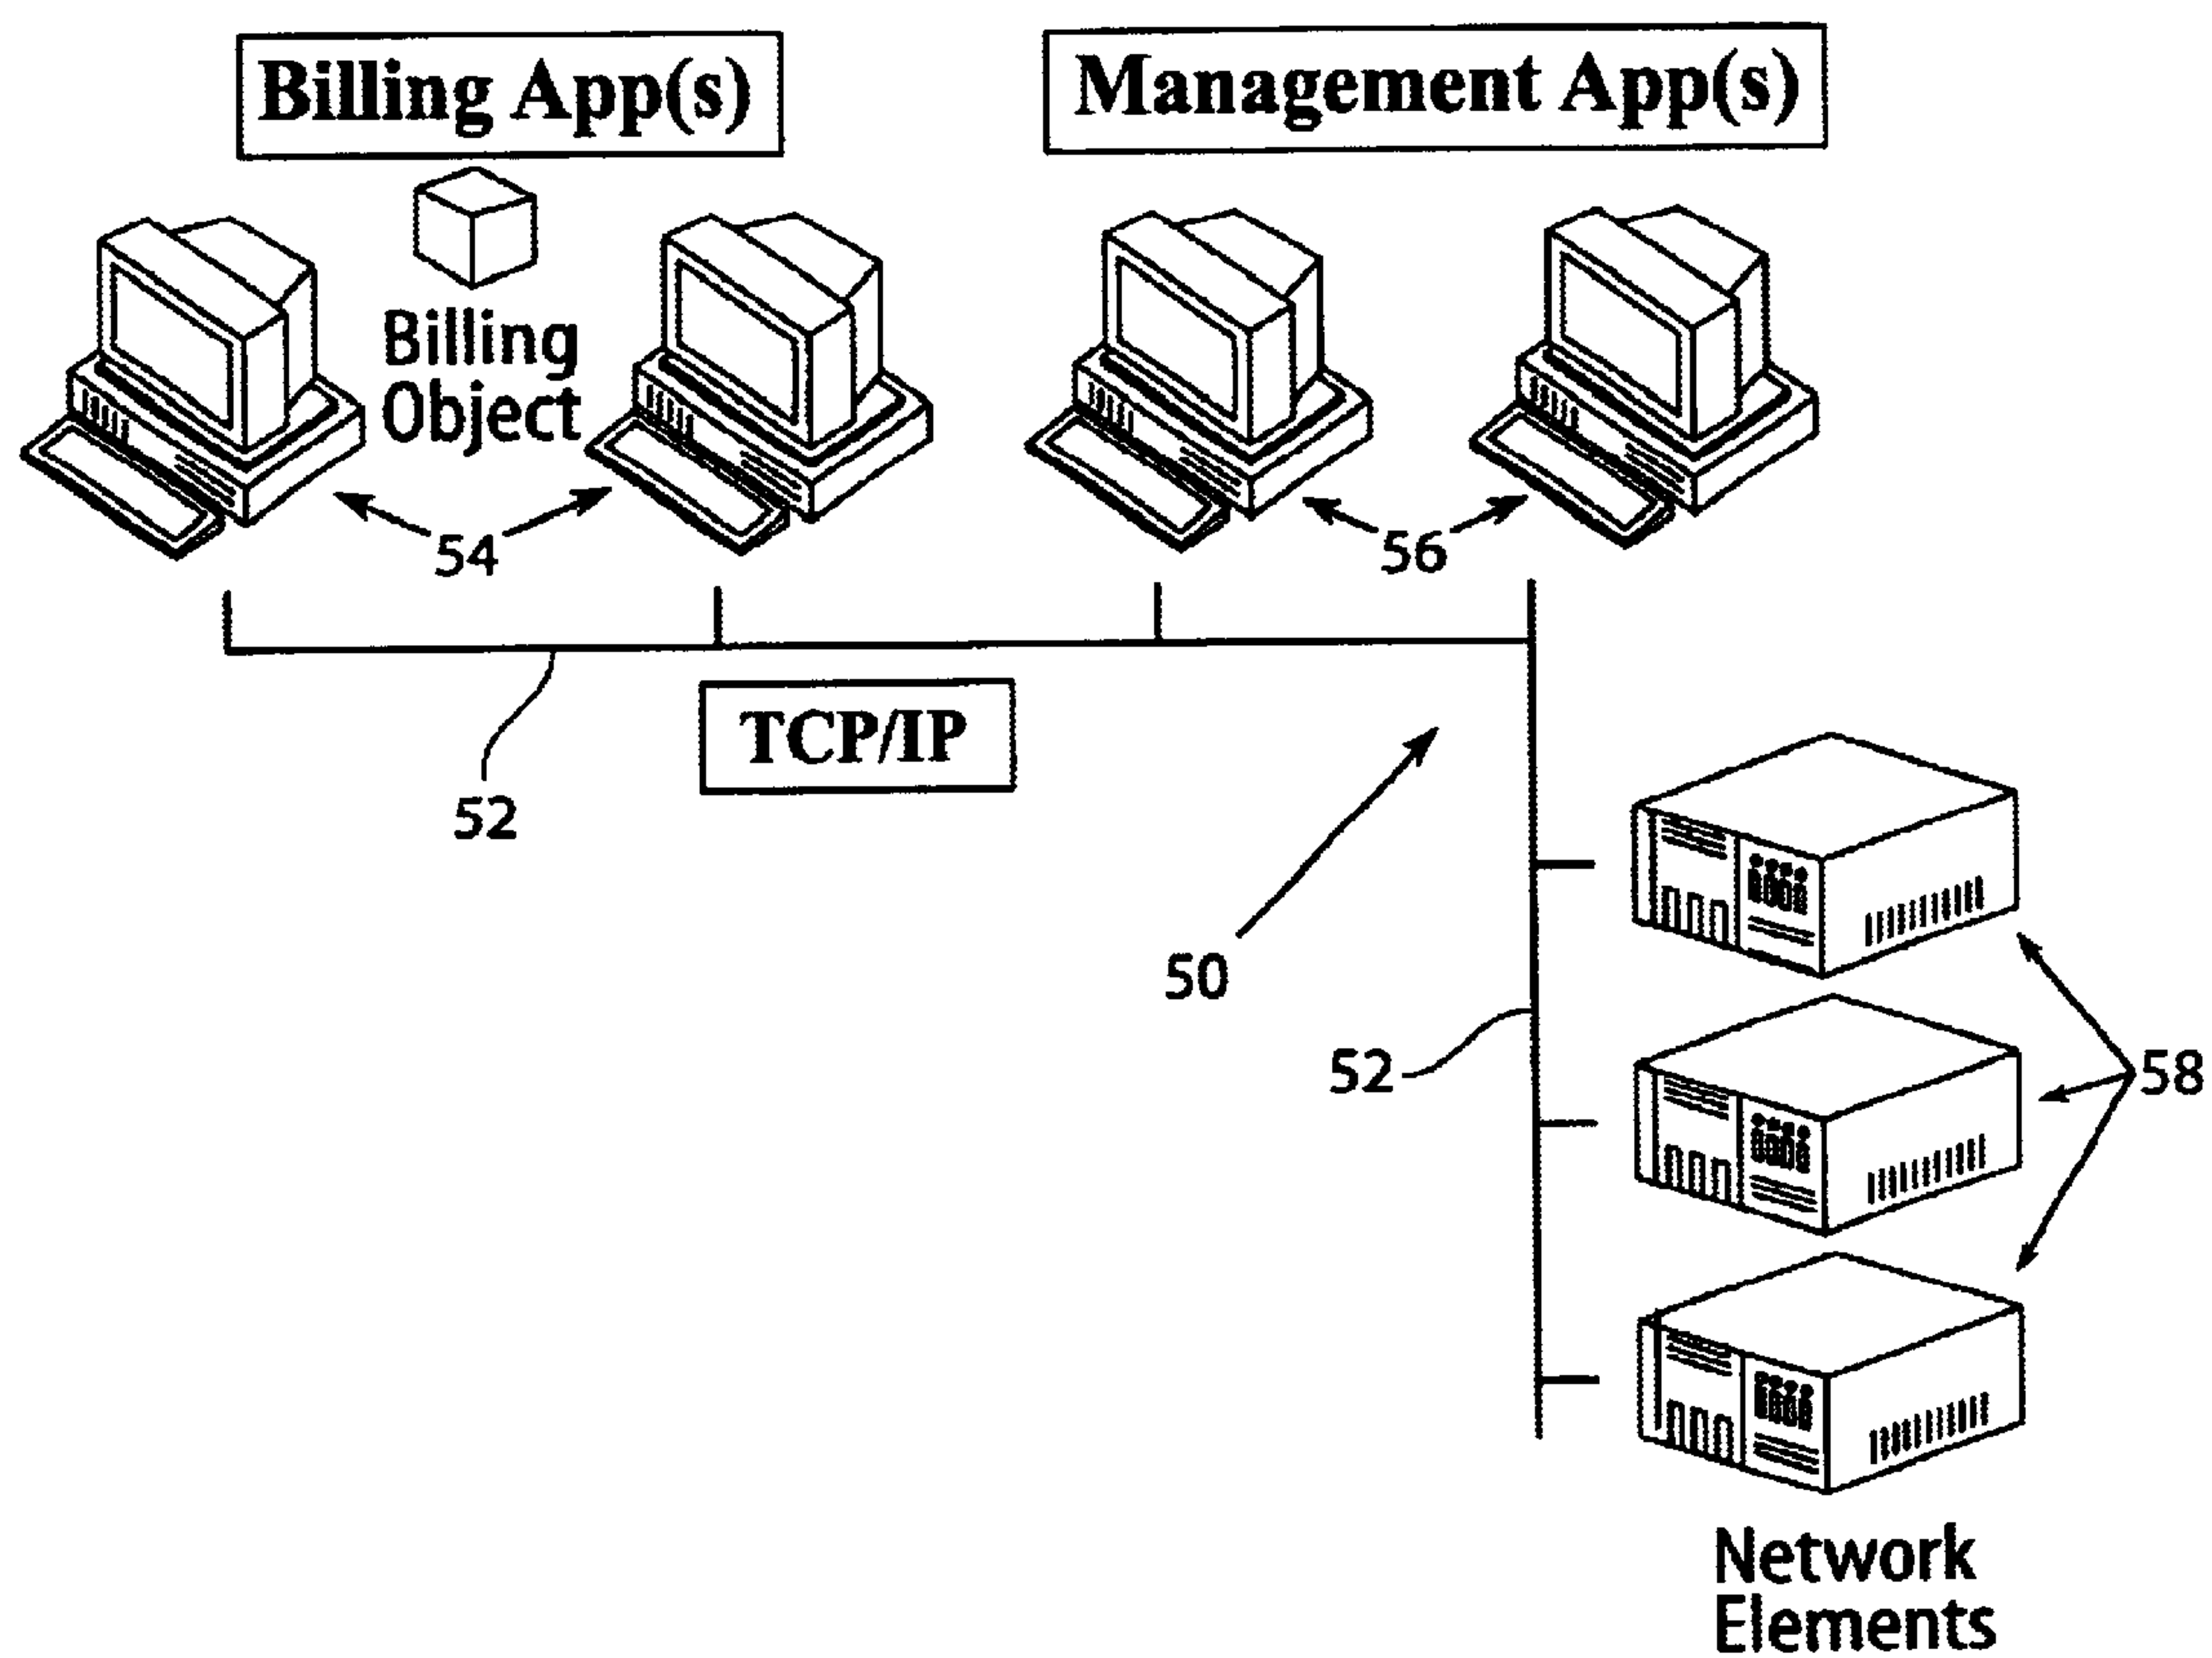 Billing App(s)
Management App(s)
Billing
Object
54
56
TCP/IP
52
50
52
58
Network
Elements